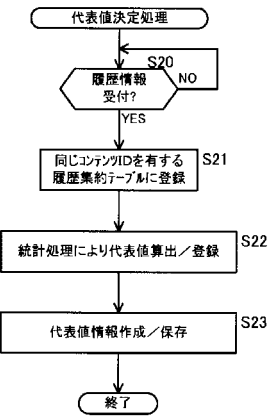 代表値決定処理
S20
履歴情報
受付?
NO
YES
同じコンテンツIDを有する
履歴集約テーブルに登録
S21
統計処理により代表値算出/登録
S22
代表値情報作成/保存
S23
終了